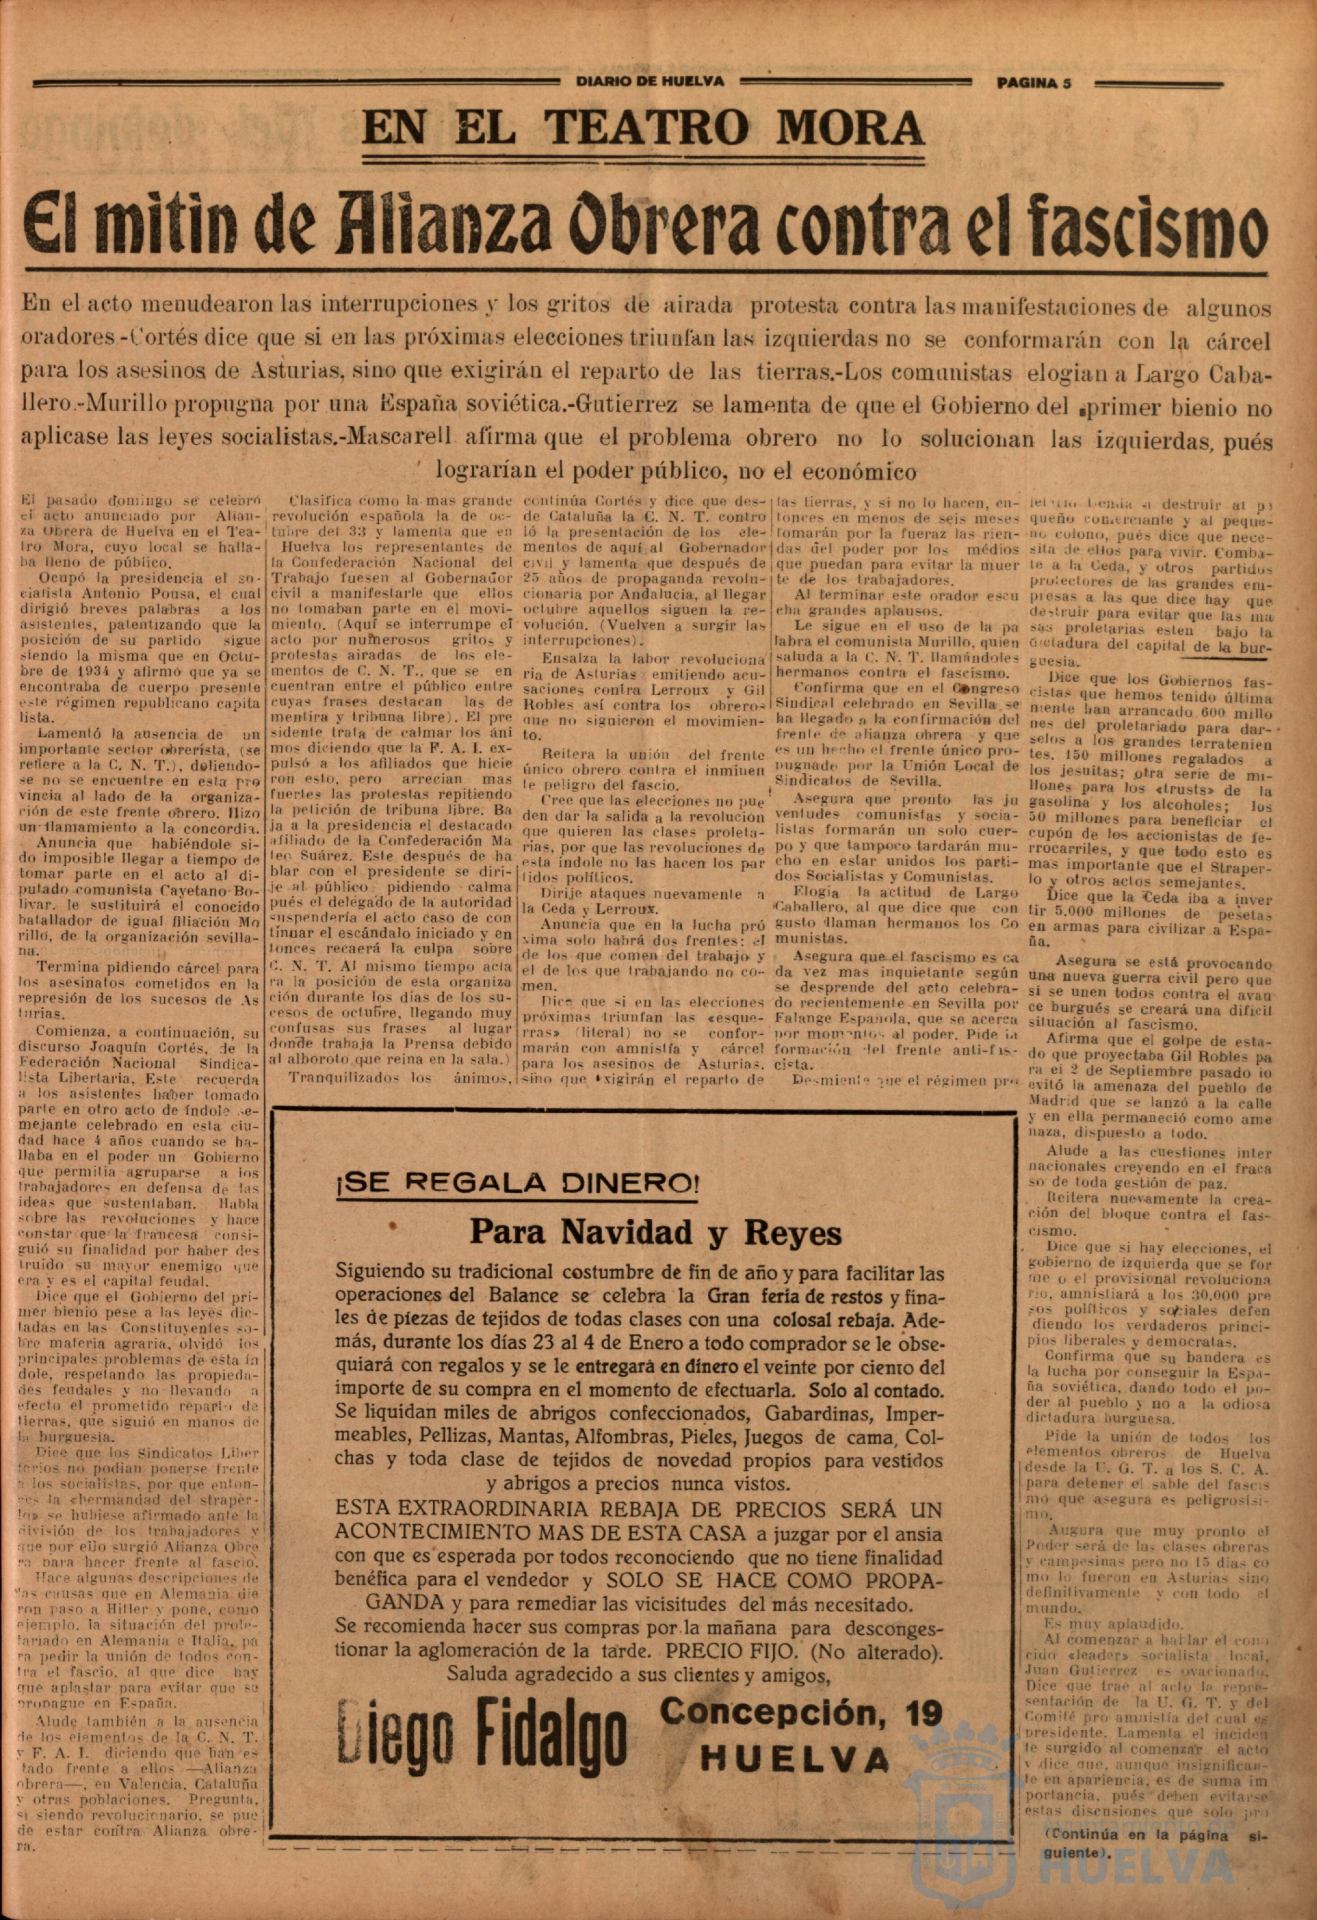 DIARIO DE HUELVA
PAGINA 5
EN EL TEATRO MORA
El mitin de Alianza Obrera contra el fascismo
En el acto menudearon las interrupciones y los gritos de airada protesta contra las manifestaciones de algunos
oradores.-Cortés dice que si en las próximas elecciones triunfan las izquierdas no se conformarán con la cárcel
para los asesinos de Asturias, sino que exigirán el reparto de las tierras.-Los comunistas elogian a Largo Caba-
llero.-Murillo propugna por una España soviética.-Gutierrez se lamenta de que el Gobierno del primer bienio no
aplicase las leyes socialistas.-Mascarell afirma que el problema obrero no lo solucionan las izquierdas, pués
lograrían el poder público, no el económico
El pasado domingo se celebró
el acto anunciado por Alian-
za Obrera de Huelva en el Tea-
tro Mora, cuyo local se halla-
ba lleno de público.
Ocupó la presidencia el so-
cialista Antonio Pousa, el cual
dirigió breves palabras a los
asistentes, patentizando que la
posición de su partido sigue
siendo la misma que en Octu-
bre de 1934 y afirmó que ya se
encontraba de cuerpo presente
este régimen republicano capita
lista.
Lamentó la ausencia de un
importante sector obrerista, (se
refiere a la C. N. T.), doliendo-
se no se encuentre en esta pro
vincia al lado de la organiza-
ción de este frente obrero. Hizo
un llamamiento a la concordia.
Anuncia que habiéndole si-
do imposible llegar a tiempo de
tomar parte en el acto al di-
putado comunista Cayetano Bo-
livar, le sustituirá el conocido
batallador de igual filiación Mo
rillo, de la organización sevilla-
na.
Termina pidiendo cárcel para
los asesinatos cometidos en la
represión de los sucesos de As
turias.
Comienza, a continuación, su
discurso Joaquín Cortés, de la
Federación Nacional Sindica-
lista Libertaria, Este recuerda
a los asistentes haber tomado
parte en otro acto de índole se-
mejante celebrado en esta ciu-
dad hace 4 años cuando se ha-
llaba en el poder un Gobierno
que permitía agruparse a los
trabajadores en defensa de las
ideas que sustentaban. Habla
sobre las revoluciones y hace
constar que la francesa consi-
guió su finalidad por haber des
truido su mayor enemigo que
era y es el capital feudal.
Dice que el Gobierno del pri-
mer bienio pese a las leyes dic-
tadas en las Constituyentes so-
bre materia agraria, olvidó los
principales problemas de esta ín
dole, respetando las propieda-
des feudales y no llevando a
efecto el prometido reparto de
tierras, que siguió en manos de
la burguesía.
Dice que los Sindicatos Liber
tarios no podían ponerse frente
a los socialistas, por que enton-
ces la «hermandad del straper-
lo» se hubiese afirmado ante la
división de los trabajadores y
que por ello surgió Alianza Obre
ra para hacer frente al fascio.
Hace algunas descripciones de
las causas que en Alemania die
ron paso a Hitler y pone, como
ejemplo, la situación del prole-
tariado en Alemania e Italia, pa
ra pedir la unión de todos con-
tra el fascio, al que dice hay
que aplastar para evitar que se
propague en España.
Alude también a la ausencia
de los elementos de la C. N. T.
y F. A. I. diciendo que han es
tado frente a ellos —Alianza
obrera—, en Valencia, Cataluña
y otras poblaciones. Pregunta,
si siendo revolucionario, se pue
de estar contra Alianza obre-
ra.
Clasifica como la mas grande
revolución española la de oc-
tubre del 33 y lamenta que en
Huelva los representantes de
la Confederación Nacional del
Trabajo fuesen al Gobernador
civil a manifestarle que ellos
no tomaban parte en el movi-
miento. (Aquí se interrumpe el
acto por numerosos gritos y
protestas airadas de los ele-
mentos de C. N. T., que se en
cuentran entre el público entre
cuyas frases destacan las de
mentira y tribuna libre). El pre
sidente trata de calmar los áni
mos diciendo que la F. A. I. ex-
pulsó a los afiliados que hicie
ron esto, pero arrecian mas
fuertes las protestas repitiendo
la petición de tribuna libre. Ba
ja a la presidencia el destacado
afiliado de la Confederación Ma
teo Suárez. Este después de ha
blar con el presidente se diri-
je al público pidiendo calma
pués el delegado de la autoridad
suspendería el acto caso de con
tinuar el escándalo iniciado y en
tonces recaerá la culpa sobre
C. N. T. Al mismo tiempo acla
ra la posición de esta organiza
ción durante los días de los su-
cesos de octubre, llegando muy
confusas sus frases al lugar
donde trabaja la Prensa debido
al alboroto que reina en la sala.)
Tranquilizados los ánimos,
continúa Cortés y dice que des-
de Cataluña la C. N. T. contro
ló la presentación de los ele-
mentos de aquí al Gobernador
civil y lamenta que después de
25 años de propaganda revolu-
cionaria por Andalucía, al llegar
octubre aquellos siguen la re-
volución. (Vuelven a surgir las
interrupciones).
Ensalza la labor revoluciona
ria de Asturias emitiendo acu-
saciones contra Lerroux y Gil
Robles así contra los obreros
que no siguieron el movimien-
to.
Reitera la unión del frente
único obrero contra el inminen
te peligro del fascio.
Cree que las elecciones no pue
den dar la salida a la revolución
que quieren las clases proleta-
rias, por que las revoluciones de
esta índole no las hacen los par
tidos políticos.
Dirije ataques nuevamente a
la Ceda y Lerroux.
Anuncia que en la lucha pró
xima solo habrá dos frentes: el
de los que comen del trabajo y
el de los que trabajando no co-
men.
Dice que si en las elecciones
próximas triunfan las «esque-
rras» (literal) no se confor-
marán con amnistía y cárcel
para los asesinos de Asturias,
sino que exigirán el reparto de
las tierras, y si no lo hacen, en-
tonces en menos de seis meses
tomarán por la fueraz las rien-
das del poder por los médios
que puedan para evitar la muer
te de los trabajadores.
Al terminar este orador escu
cha grandes aplausos.
Le sigue en el uso de la pa
labra el comunista Murillo, quien
saluda a la C. N. T. llamándoles
hermanos contra el fascismo.
Confirma que en el Congreso
Sindical celebrado en Sevilla se
ha llegado a la confirmación del
frente de alianza obrera y que
es un hecho el frente único pro-
pugnado por la Unión Local de
Sindicatos de Sevilla.
Asegura que pronto las ju
ventudes comunistas y socia-
listas formarán un solo cuer-
po y que tampoco tardarán mu-
cho en estar unidos los parti-
dos Socialistas y Comunistas.
Elogía la actitud de Largo
Caballero, al que dice que con
gusto llaman hermanos los Co
munistas.
Asegura que el fascismo es ca
da vez mas inquietante según
se desprende del acto celebra-
do recientemente en Sevilla por
Falange Española, que se acerca
por momentos al poder. Pide la
formación del frente anti-fas-
cista.
Desmiente que el régimen pro
letario tienda a destruir al pe
queño comerciante y al peque-
no colono, pués dice que nece-
sita de ellos para vivir. Comba-
te a la Ceda, y otros partidos
protectores de las grandes em-
presas a las que dice hay que
destruir para evitar que las ma
sas proletarias esten bajo la
dictadura del capital de la bur-
guesia.
Dice que los Gobiernos fas-
cistas que hemos tenido última
mente han arrancado 600 millo
nes del proletariado para dar-
selos a los grandes terratenien
tes. 150 millones regalados a
los jesuitas; otra serie de mi-
llones para los «trusts» de la
gasolina y los alcoholes; los
50 millones para beneficiar el
cupón de los accionistas de fe-
rrocarriles, y que todo esto es
mas importante que el Straper-
lo y otros actos semejantes.
Dice que la Ceda iba a inver
tir 5.000 millones de pesetas
en armas para civilizar a Espa-
ña.
Asegura se está provocando
una nueva guerra civil pero que
si se unen todos contra el avan
ce burgués se creará una difícil
situación al fascismo.
Afirma que el golpe de esta-
do que proyectaba Gil Robles pa
ra el 2 de Septiembre pasado lo
evitó la amenaza del pueblo de
Madrid que se lanzó a la calle
y en ella permaneció como ame
naza, dispuesto a todo.
Alude a las cuestiones inter
nacionales creyendo en el fraca
so de toda gestión de paz.
Reitera nuevamente la crea-
ción del bloque contra el fas-
cismo.
Dice que si hay elecciones, el
gobierno de izquierda que se for
me o el provisional revoluciona
rio, amnistiará a los 30.000 pre
sos políticos y sociales defen
diendo los verdaderos princi-
pios liberales y democratas.
Confirma que su bandera es
la lucha por conseguir la Espa-
ña soviética, dando todo el po-
der al pueblo y no a la odiosa
dictadura burguesa.
Pide la unión de todos los
elementos obreros de Huelva
desde la U. G. T. a los S. C. A.
para detener el sable del fascis
mo que asegura es peligrosísi-
mo.
Augura que muy pronto el
Poder será de las clases obreras
y campesinas pero no 15 días co
mo lo fueron en Asturias sino
definitivamente y con todo el
mundo.
Es muy aplaudido.
Al comenzar a hablar el cono
cido «leader» socialista local,
Juan Gutierrez es ovacionado.
Dice que trae al acto la repre-
sentación de la U. G. T. y del
Comité pro amnistía del cual es
presidente. Lamenta el inciden
te surgido al comenzar el acto
y dice que, aunque insignifican-
te en apariencia, es de suma im
portancia, pués deben evitarse
estas discusiones que solo pro
(Continúa en la página si-
guiente).
¡SE REGALA DINERO!
Para Navidad y Reyes
Siguiendo su tradicional costumbre de fin de año y para facilitar las
operaciones del Balance se celebra la Gran feria de restos y fina-
les de piezas de tejidos de todas clases con una colosal rebaja. Ade-
más, durante los días 23 al 4 de Enero a todo comprador se le obse-
quiará con regalos y se le entregará en dinero el veinte por ciento del
importe de su compra en el momento de efectuarla. Solo al contado.
Se liquidan miles de abrigos confeccionados, Gabardinas, Imper-
meables, Pellizas, Mantas, Alfombras, Pieles, Juegos de cama, Col-
chas y toda clase de tejidos de novedad propios para vestidos
y abrigos a precios nunca vistos.
ESTA EXTRAORDINARIA REBAJA DE PRECIOS SERÁ UN
ACONTECIMIENTO MAS DE ESTA CASA a juzgar por el ansia
con que es esperada por todos reconociendo que no tiene finalidad
benéfica para el vendedor y SOLO SE HACE COMO PROPA-
GANDA y para remediar las vicisitudes del más necesitado.
Se recomienda hacer sus compras por la mañana para desconges-
tionar la aglomeración de la tarde. PRECIO FIJO. (No alterado).
Saluda agradecido a sus clientes y amigos,
Diego Fidalgo
Concepción, 19
HUELVA
HUELVA